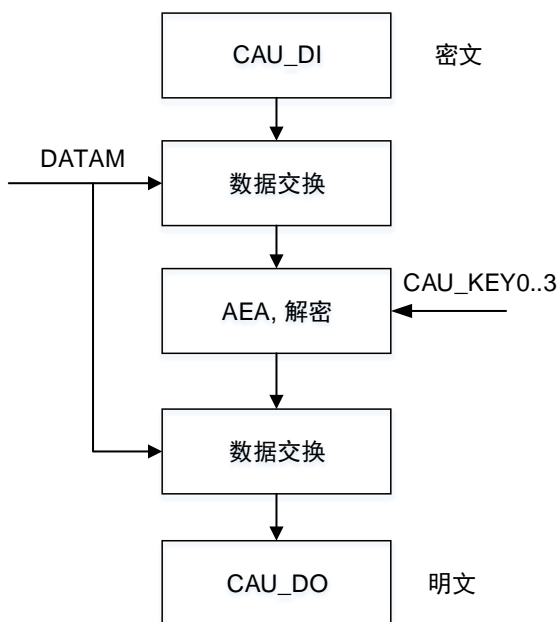 CAU_DI
密文
DATAM
数据交换
CAU_KEY0..3
AEA, 解密
数据交换
CAU_DO
明文